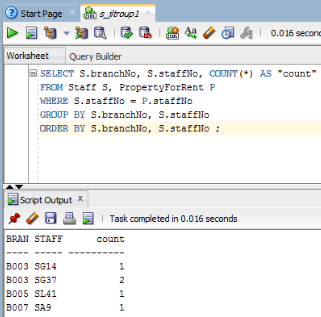 Start Page
s_jltroup1
0.016 seconds
Worksheet
Query Builder
SELECT S.branchNo, S.staffNo, COUNT(*) AS "count"
FROM Staff S, PropertyForRent P
WHERE S.staffNo = P.staffNo
GROUP BY S.branchNo, S.staffNo
ORDER BY S.branchNo, S.staffNo ;
Script Output
Task completed in 0.016 seconds
BRAN STAFF      count
---- ----- ----------
B003 SG14           1
B003 SG37           2
B005 SL41           1
B007 SA9            1